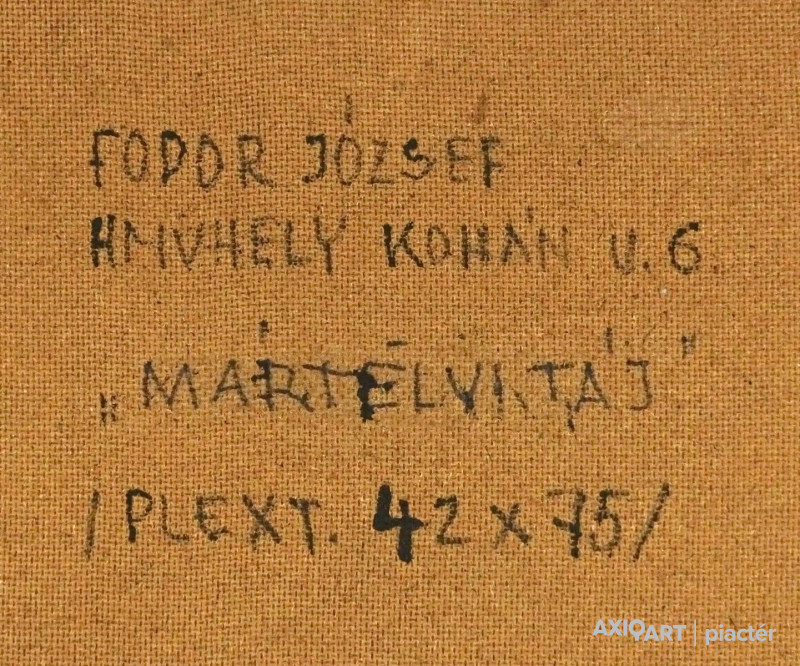 FODOR JÓZSEF
HMVHELY KOHÁN U. 6.
„MÁRTÉLYI TÁJ"
/PLEXT. 42 x 75/
AXIOART | piactér